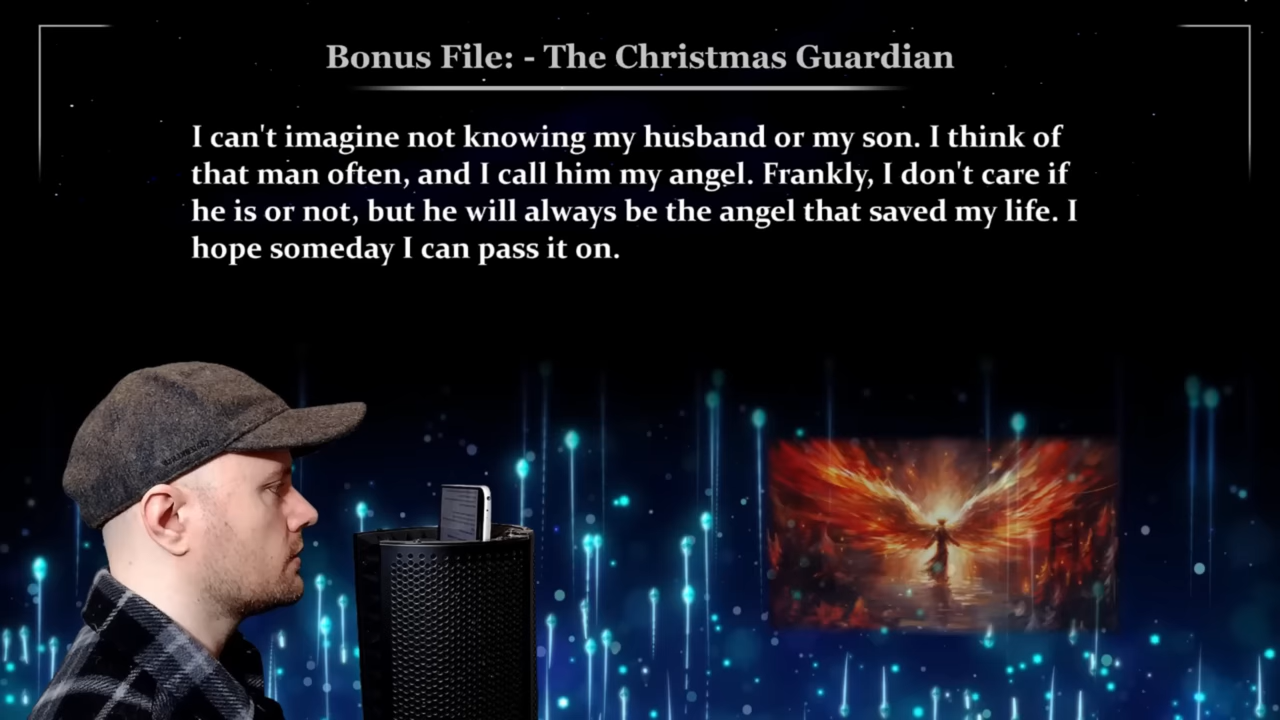 Bonus File: - The Christmas Guardian
I can't imagine not knowing my husband or my son. I think of
that man often, and I call him my angel. Frankly, I don't care if
he is or not, but he will always be the angel that saved my life. I
hope someday I can pass it on.